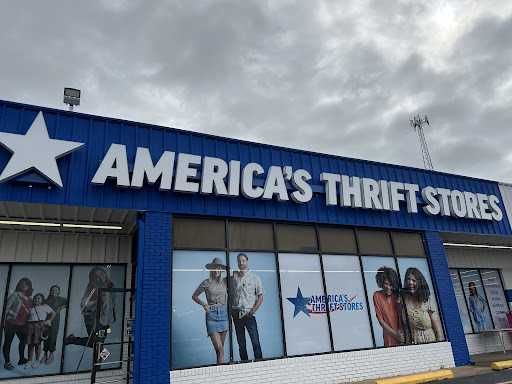 AMERICA'S THRIFT STORES
AMERICA'S
THRIFT★STORES